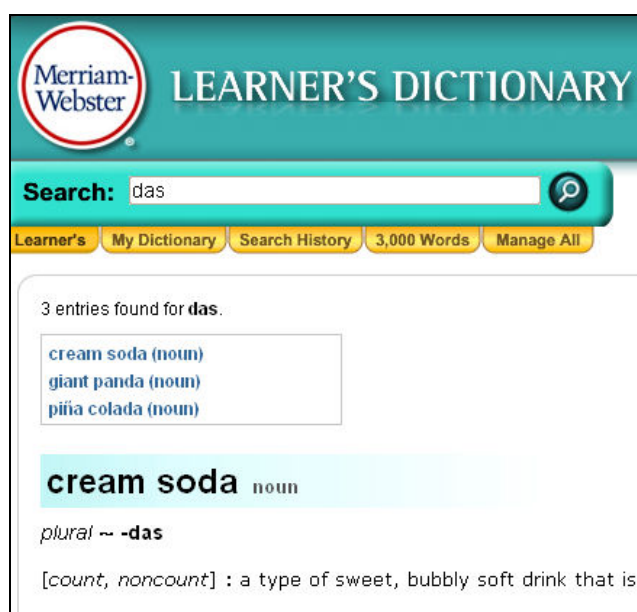 Merriam-
Webster
®
LEARNER'S DICTIONARY
Search: das
Learner's My Dictionary Search History 3,000 Words Manage All
3 entries found for das.
cream soda (noun)
giant panda (noun)
piña colada (noun)
cream soda noun
plural ~ -das
[count, noncount] : a type of sweet, bubbly soft drink that is